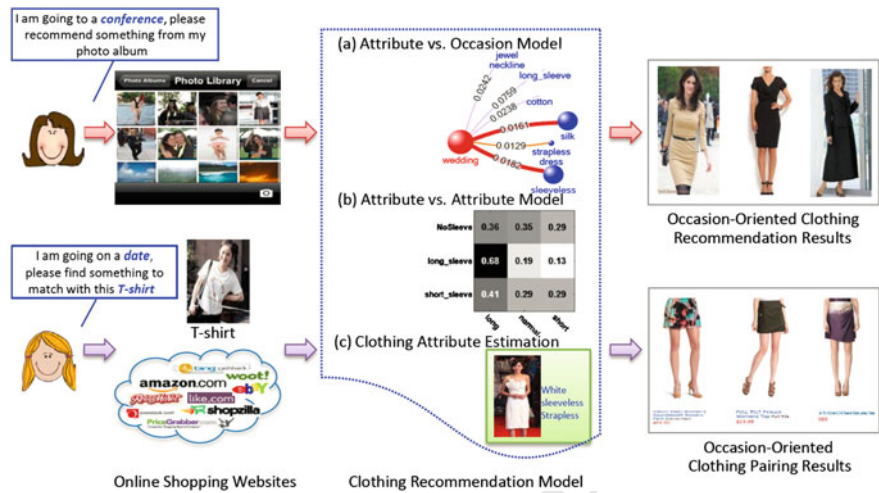 I am going to a conference, please
recommend something from my
photo album
Photo Albums
Photo Library
Cancel
(a) Attribute vs. Occasion Model
jewel
neckline
long_sleeve
cotton
silk
strapless
dress
sleeveless
wedding
0.0242
0.0759
0.0238
0.0161
0.0129
0.0182
(b) Attribute vs. Attribute Model
NoSleeve 0.36 0.35 0.29
long_sleeve 0.68 0.19 0.13
short_sleeve 0.41 0.29 0.29
long normal short
Occasion-Oriented Clothing
Recommendation Results
I am going on a date,
please find something to
match with this T-shirt
T-shirt
bing
woot!
amazon.com
ebY
like.com
shopzilla
PriceGrabber.com
(c) Clothing Attribute Estimation
White
sleeveless
Strapless
Occasion-Oriented
Clothing Pairing Results
Online Shopping Websites
Clothing Recommendation Model